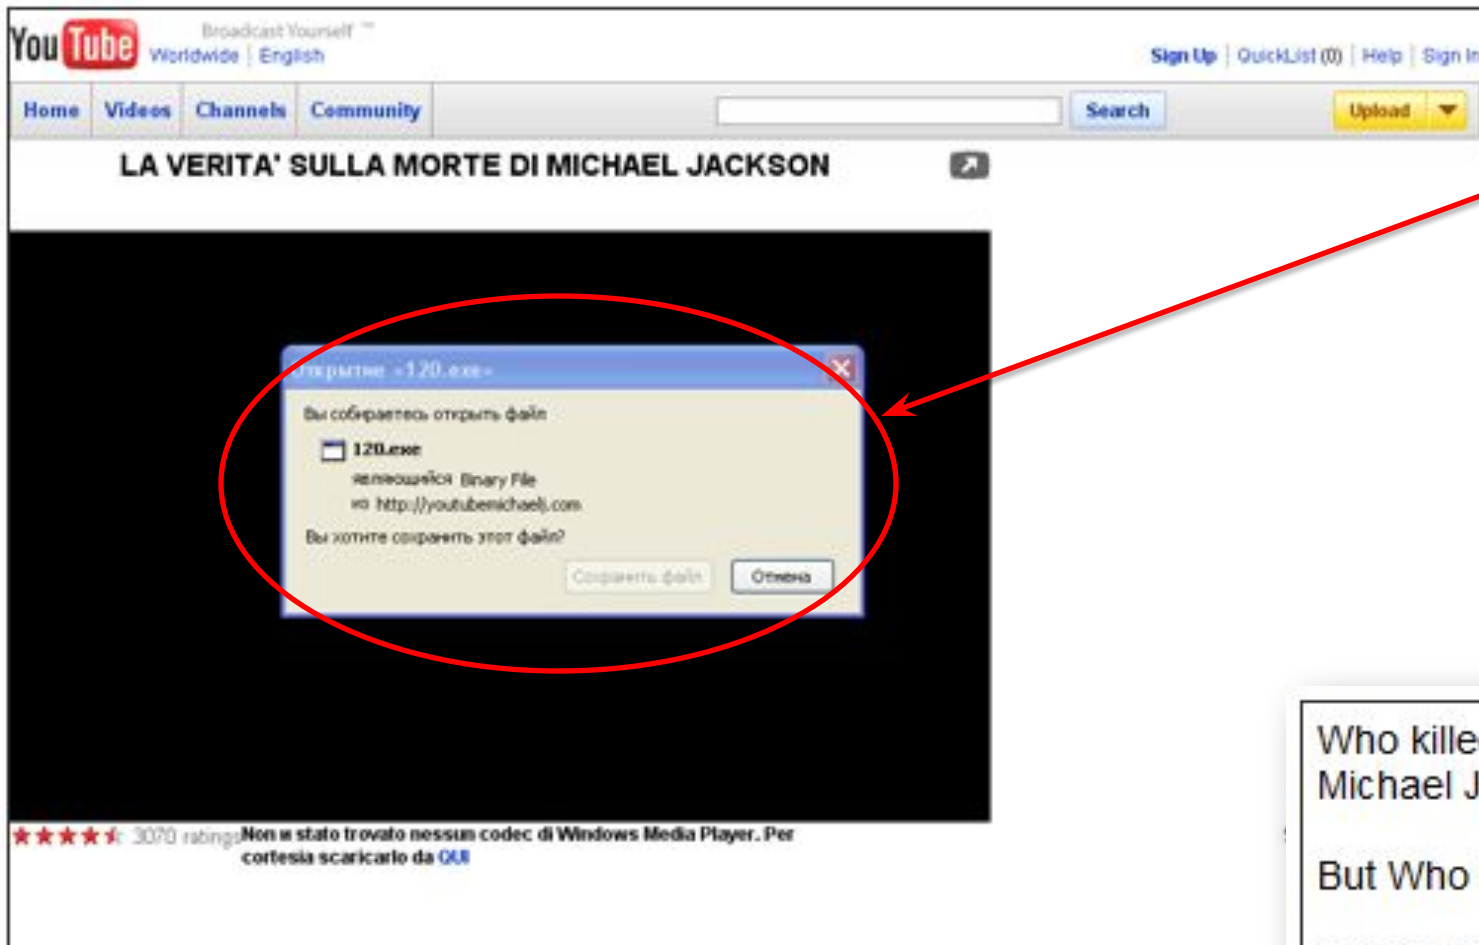 You Tube
Broadcast Yourself ™
Worldwide | English
Sign Up | QuickList (0) | Help | Sign In
Home Videos Channels Community Search Upload
LA VERITA' SULLA MORTE DI MICHAEL JACKSON
Открытие «120.exe»
Вы собираетесь открыть файл
120.exe
являющийся Binary File
из http://youtubemichaelj.com
Вы хотите сохранить этот файл?
Сохранить файл Отмена
3070 ratings
Non и stato trovato nessun codec di Windows Media Player. Per
cortesia scaricarlo da QUI
Who kille
Michael J
But Who